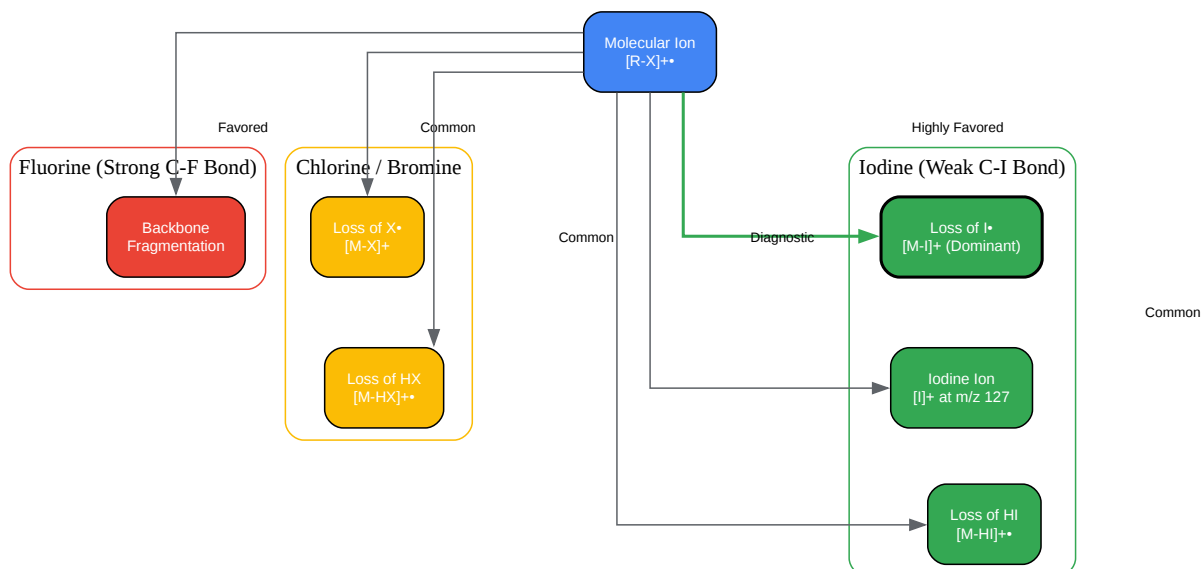 Molecular Ion
[R-X]+•
Favored
Common
Highly Favored
Fluorine (Strong C-F Bond)
Chlorine / Bromine
Iodine (Weak C-I Bond)
Backbone
Fragmentation
Loss of X•
[M-X]+
Common
Diagnostic
Loss of I•
[M-I]+ (Dominant)
Common
Loss of HX
[M-HX]+•
Iodine Ion
[I]+ at m/z 127
Loss of HI
[M-HI]+•